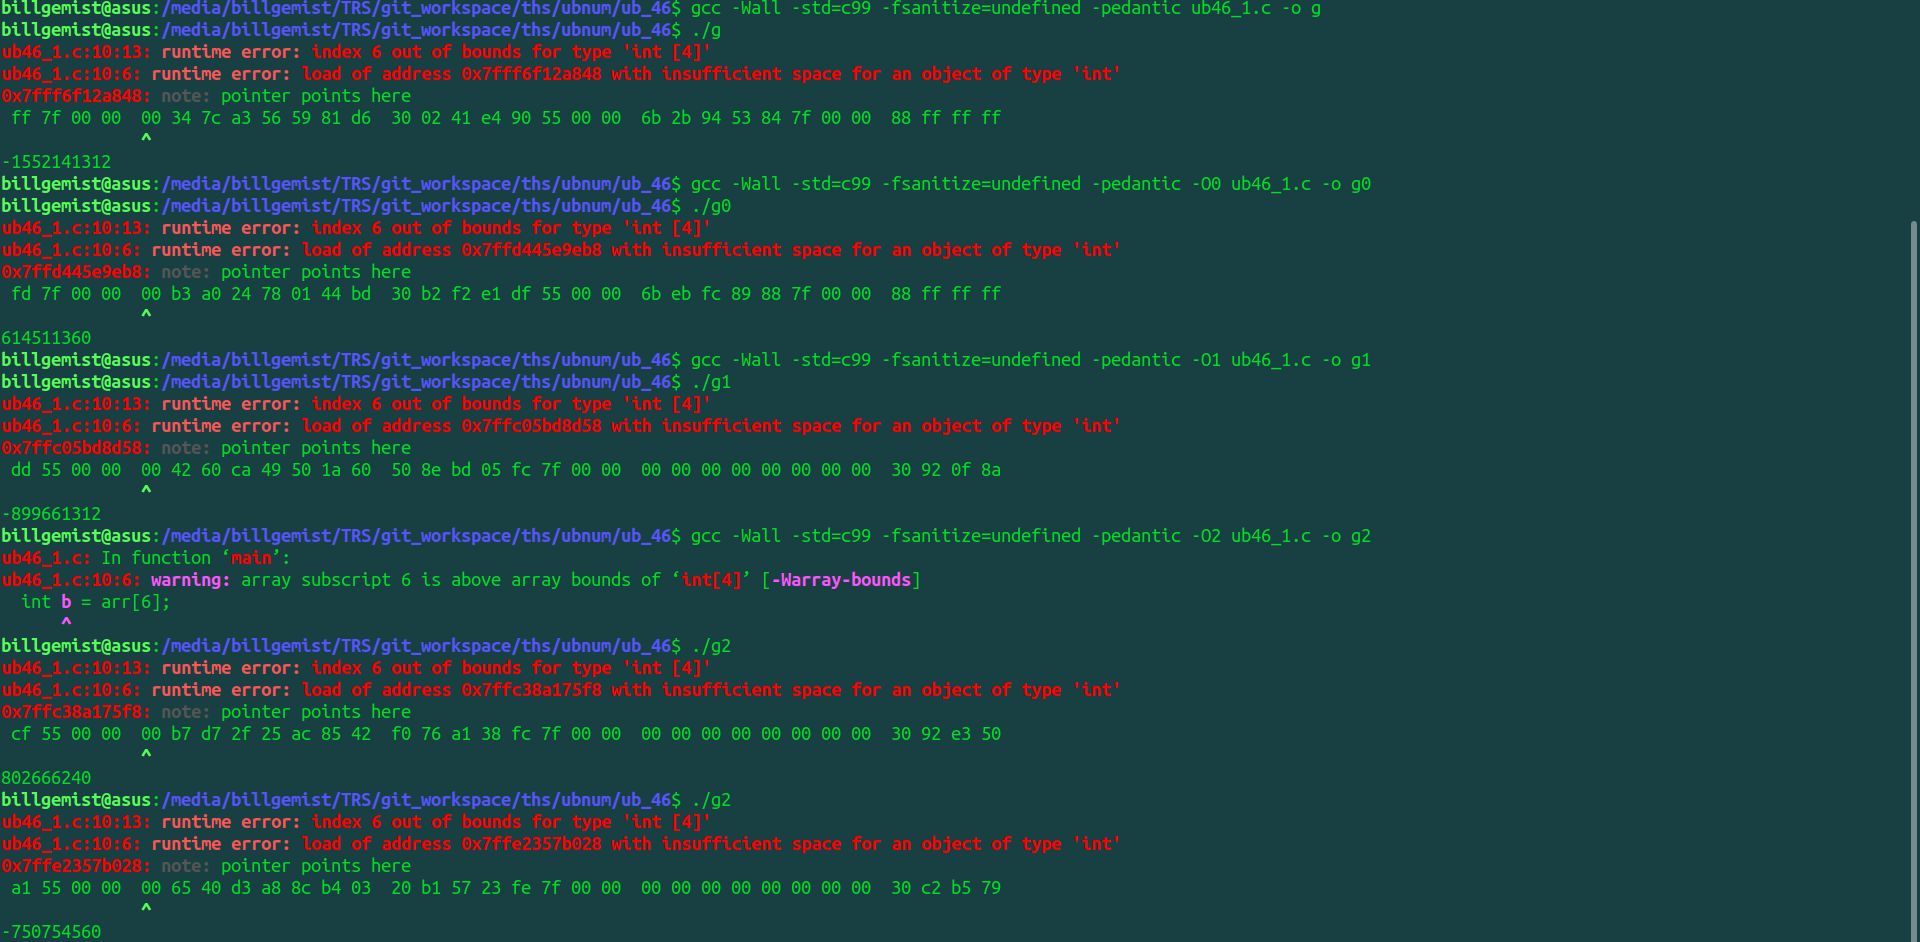 billgemist@asus:/media/billgemist/TRS/git_workspace/ths/ubnum/ub_46$ gcc -Wall -std=c99 -fsanitize=undefined -pedantic ub46_1.c -o g
billgemist@asus:/media/billgemist/TRS/git_workspace/ths/ubnum/ub_46$ ./g
ub46_1.c:10:13: runtime error: index 6 out of bounds for type 'int [4]'
ub46_1.c:10:6: runtime error: load of address 0x7fff6f12a848 with insufficient space for an object of type 'int'
0x7fff6f12a848: note: pointer points here
 ff 7f 00 00  00 34 7c a3 56 59 81 d6  30 02 41 e4 90 55 00 00  6b 2b 94 53 84 7f 00 00  88 ff ff ff
              ^
-1552141312
billgemist@asus:/media/billgemist/TRS/git_workspace/ths/ubnum/ub_46$ gcc -Wall -std=c99 -fsanitize=undefined -pedantic -O0 ub46_1.c -o g0
billgemist@asus:/media/billgemist/TRS/git_workspace/ths/ubnum/ub_46$ ./g0
ub46_1.c:10:13: runtime error: index 6 out of bounds for type 'int [4]'
ub46_1.c:10:6: runtime error: load of address 0x7ffd445e9eb8 with insufficient space for an object of type 'int'
0x7ffd445e9eb8: note: pointer points here
 fd 7f 00 00  00 b3 a0 24 78 01 44 bd  30 b2 f2 e1 df 55 00 00  6b eb fc 89 88 7f 00 00  88 ff ff ff
              ^
614511360
billgemist@asus:/media/billgemist/TRS/git_workspace/ths/ubnum/ub_46$ gcc -Wall -std=c99 -fsanitize=undefined -pedantic -O1 ub46_1.c -o g1
billgemist@asus:/media/billgemist/TRS/git_workspace/ths/ubnum/ub_46$ ./g1
ub46_1.c:10:13: runtime error: index 6 out of bounds for type 'int [4]'
ub46_1.c:10:6: runtime error: load of address 0x7ffc05bd8d58 with insufficient space for an object of type 'int'
0x7ffc05bd8d58: note: pointer points here
 dd 55 00 00  00 42 60 ca 49 50 1a 60  50 8e bd 05 fc 7f 00 00  00 00 00 00 00 00 00 00  30 92 0f 8a
              ^
-899661312
billgemist@asus:/media/billgemist/TRS/git_workspace/ths/ubnum/ub_46$ gcc -Wall -std=c99 -fsanitize=undefined -pedantic -O2 ub46_1.c -o g2
ub46_1.c: In function ‘main’:
ub46_1.c:10:6: warning: array subscript 6 is above array bounds of ‘int[4]’ [-Warray-bounds]
  int b = arr[6];
      ^
billgemist@asus:/media/billgemist/TRS/git_workspace/ths/ubnum/ub_46$ ./g2
ub46_1.c:10:13: runtime error: index 6 out of bounds for type 'int [4]'
ub46_1.c:10:6: runtime error: load of address 0x7ffc38a175f8 with insufficient space for an object of type 'int'
0x7ffc38a175f8: note: pointer points here
 cf 55 00 00  00 b7 d7 2f 25 ac 85 42  f0 76 a1 38 fc 7f 00 00  00 00 00 00 00 00 00 00  30 92 e3 50
              ^
802666240
billgemist@asus:/media/billgemist/TRS/git_workspace/ths/ubnum/ub_46$ ./g2
ub46_1.c:10:13: runtime error: index 6 out of bounds for type 'int [4]'
ub46_1.c:10:6: runtime error: load of address 0x7ffe2357b028 with insufficient space for an object of type 'int'
0x7ffe2357b028: note: pointer points here
 a1 55 00 00  00 65 40 d3 a8 8c b4 03  20 b1 57 23 fe 7f 00 00  00 00 00 00 00 00 00 00  30 c2 b5 79
              ^
-750754560